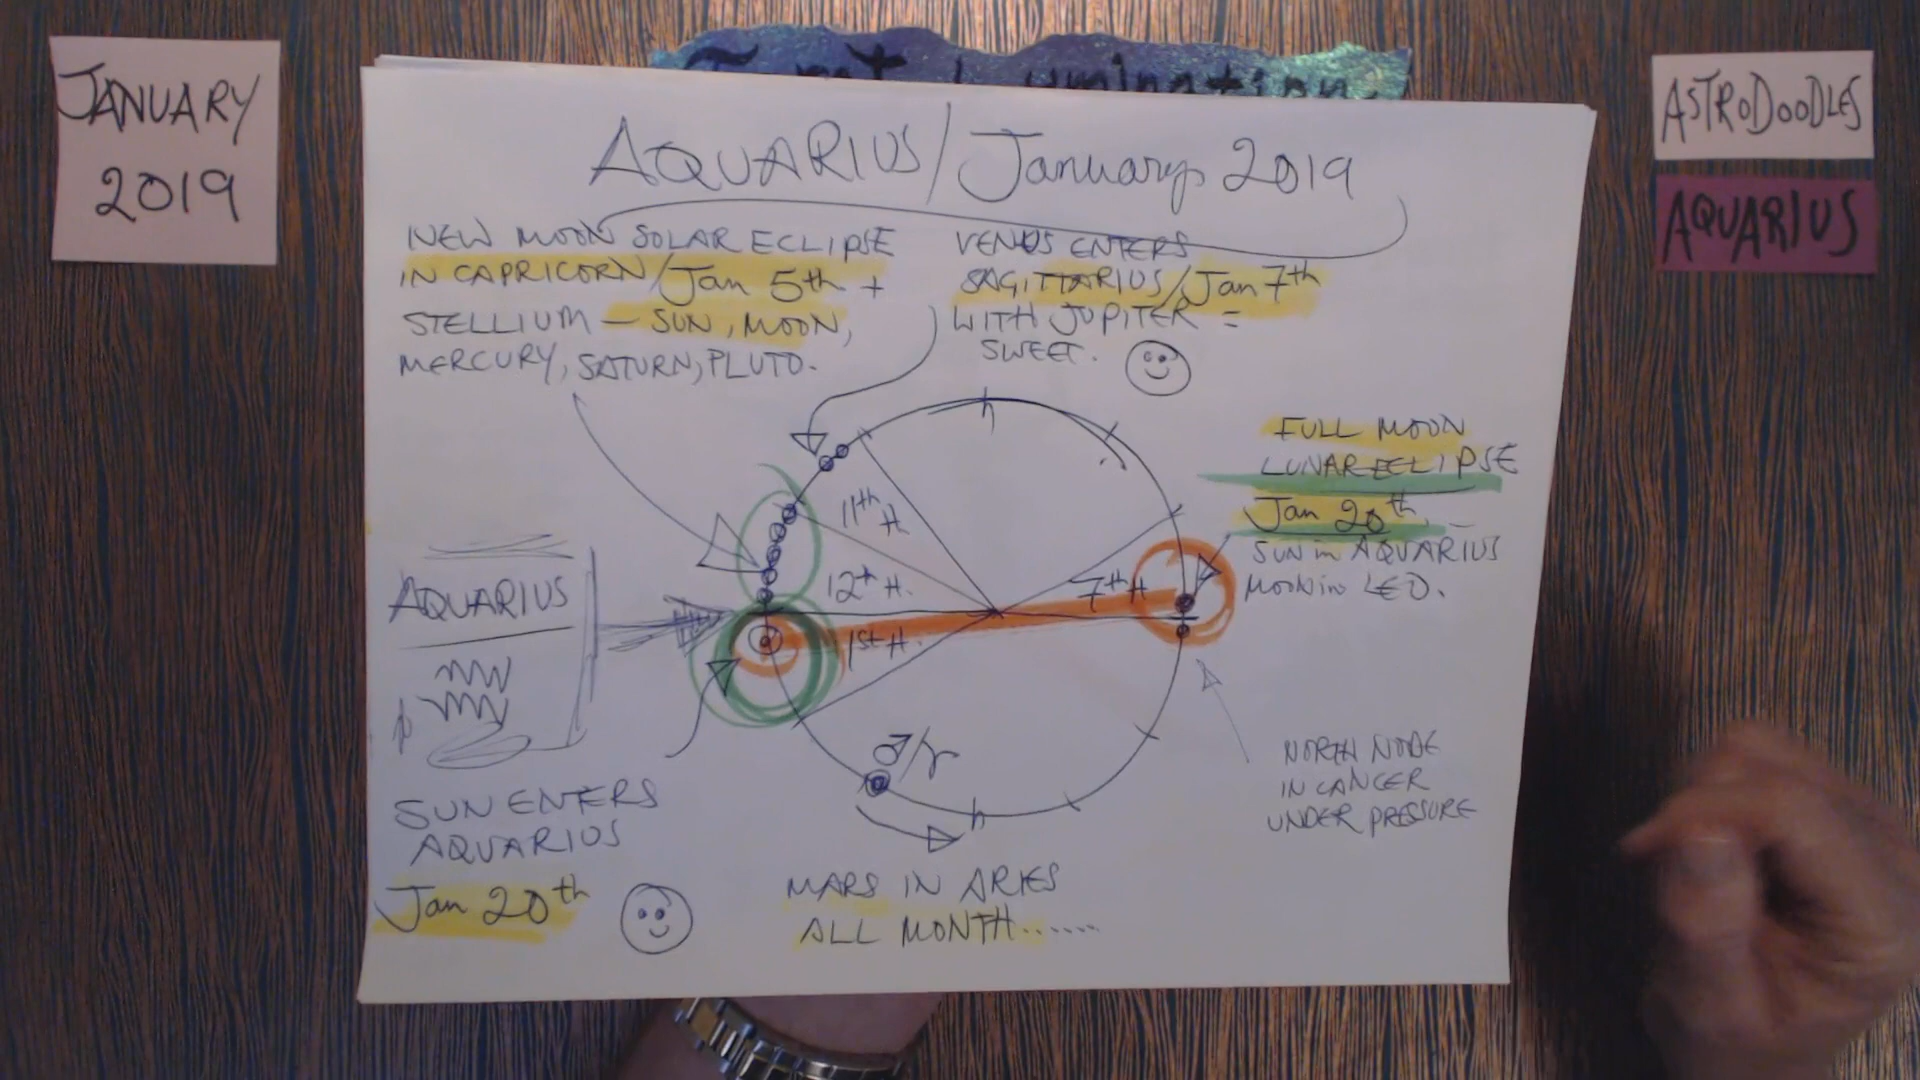 JANUARY
2019
Tarot
ASTRODOODLES
AQUARIUS
AQUARIUS/January 2019
NEW MOON SOLAR ECLIPSE
IN CAPRICORN/Jan 5th +
STELLIUM — SUN, MOON,
MERCURY, SATURN, PLUTO.
VENUS ENTERS
SAGITTARIUS/Jan 7th
WITH JUPITER =
SWEET.
FULL MOON
LUNAR ECLIPSE
Jan 20th, –
SUN in AQUARIUS
MOON in LEO.
11th H.
12th H.
7th H
1st H.
AQUARIUS
♂/♈
SUN ENTERS
AQUARIUS
Jan 20th
MARS IN ARIES
ALL MONTH......
NORTH NODE
IN CANCER
UNDER PRESSURE